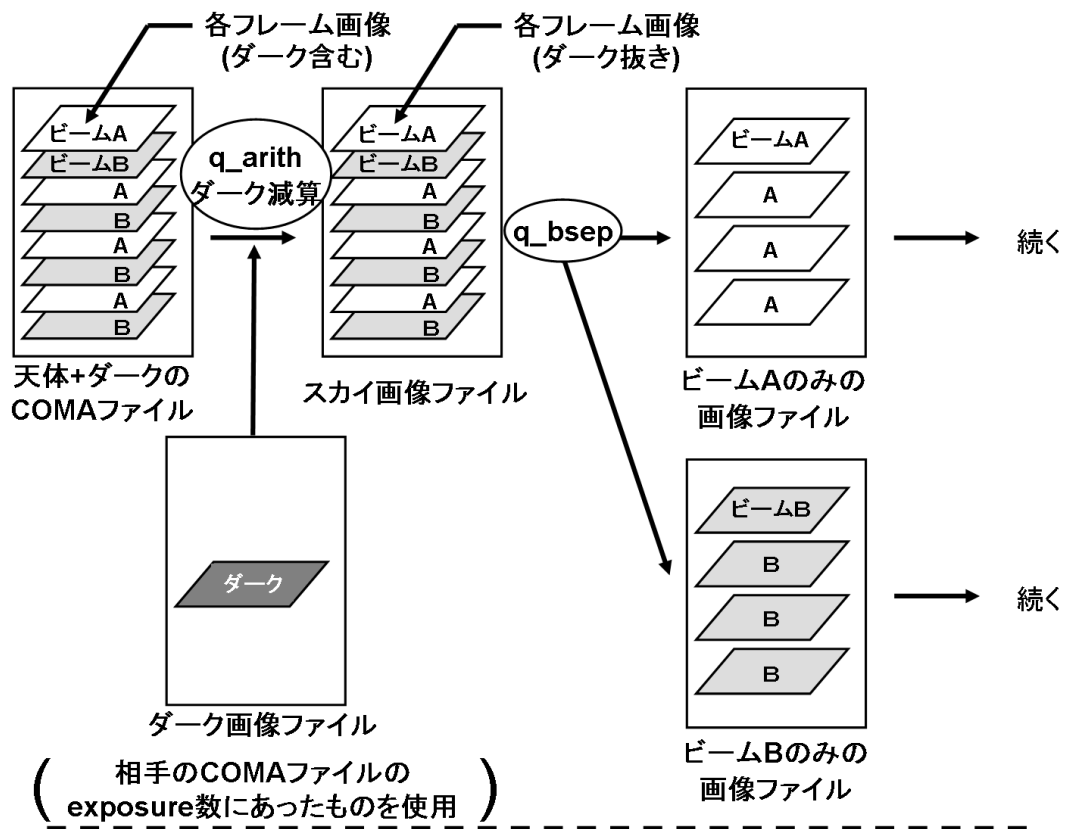 各フレーム画像
(ダーク含む)
各フレーム画像
(ダーク抜き)
ビームA
ビームB
A
B
A
B
A
B
q_arith
ダーク減算
ビームA
ビームB
A
B
A
B
A
B
q_bsep
ビームA
A
A
A
続く
天体+ダークの
COMAファイル
スカイ画像ファイル
ビームAのみの
画像ファイル
ダーク
ダーク画像ファイル
(相手のCOMAファイルの
exposure数にあったものを使用)
ビームB
B
B
B
続く
ビームBのみの
画像ファイル